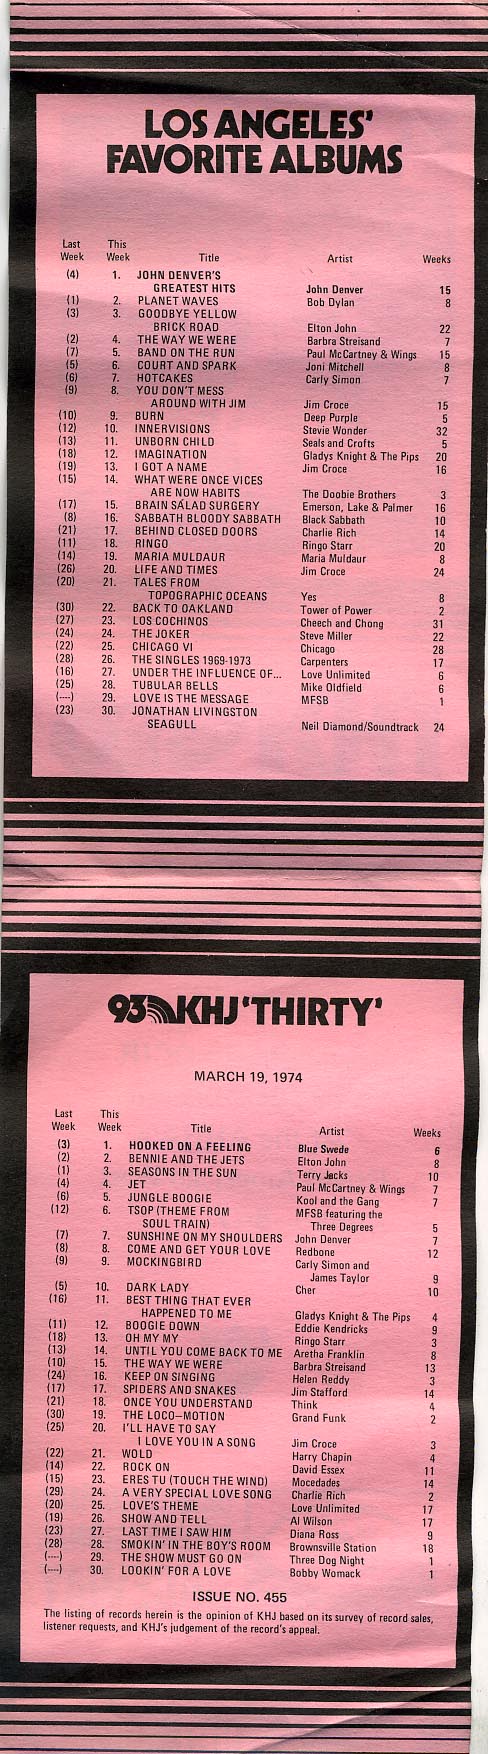 LOS ANGELES'
FAVORITE ALBUMS
Last This
Week Week Title Artist Weeks
(4) 1. JOHN DENVER'S
GREATEST HITS John Denver 15
(1) 2. PLANET WAVES Bob Dylan 8
(3) 3. GOODBYE YELLOW
BRICK ROAD Elton John 22
(2) 4. THE WAY WE WERE Barbra Streisand 7
(7) 5. BAND ON THE RUN Paul McCartney & Wings 15
(5) 6. COURT AND SPARK Joni Mitchell 8
(6) 7. HOTCAKES Carly Simon 7
(9) 8. YOU DON'T MESS
AROUND WITH JIM Jim Croce 15
(10) 9. BURN Deep Purple 5
(12) 10. INNERVISIONS Stevie Wonder 32
(13) 11. UNBORN CHILD Seals and Crofts 5
(18) 12. IMAGINATION Gladys Knight & The Pips 20
(19) 13. I GOT A NAME Jim Croce 16
(15) 14. WHAT WERE ONCE VICES
ARE NOW HABITS The Doobie Brothers 3
(17) 15. BRAIN SALAD SURGERY Emerson, Lake & Palmer 16
(8) 16. SABBATH BLOODY SABBATH Black Sabbath 10
(21) 17. BEHIND CLOSED DOORS Charlie Rich 14
(11) 18. RINGO Ringo Starr 20
(14) 19. MARIA MULDAUR Maria Muldaur 8
(26) 20. LIFE AND TIMES Jim Croce 24
(20) 21. TALES FROM
TOPOGRAPHIC OCEANS Yes 8
(30) 22. BACK TO OAKLAND Tower of Power 2
(27) 23. LOS COCHINOS Cheech and Chong 31
(24) 24. THE JOKER Steve Miller 22
(22) 25. CHICAGO VI Chicago 28
(28) 26. THE SINGLES 1969-1973 Carpenters 17
(16) 27. UNDER THE INFLUENCE OF... Love Unlimited 6
(25) 28. TUBULAR BELLS Mike Oldfield 6
(----) 29. LOVE IS THE MESSAGE MFSB 1
(23) 30. JONATHAN LIVINGSTON
SEAGULL Neil Diamond/Soundtrack 24
93 KHJ 'THIRTY'
MARCH 19, 1974
Last This
Week Week Title Artist Weeks
(3) 1. HOOKED ON A FEELING Blue Swede 6
(2) 2. BENNIE AND THE JETS Elton John 8
(1) 3. SEASONS IN THE SUN Terry Jacks 10
(4) 4. JET Paul McCartney & Wings 7
(6) 5. JUNGLE BOOGIE Kool and the Gang 7
(12) 6. TSOP (THEME FROM MFSB featuring the
SOUL TRAIN) Three Degrees 5
(7) 7. SUNSHINE ON MY SHOULDERS John Denver 7
(8) 8. COME AND GET YOUR LOVE Redbone 12
(9) 9. MOCKINGBIRD Carly Simon and
James Taylor 9
(5) 10. DARK LADY Cher 10
(16) 11. BEST THING THAT EVER
HAPPENED TO ME Gladys Knight & The Pips 4
(11) 12. BOOGIE DOWN Eddie Kendricks 9
(18) 13. OH MY MY Ringo Starr 3
(13) 14. UNTIL YOU COME BACK TO ME Aretha Franklin 8
(10) 15. THE WAY WE WERE Barbra Streisand 13
(24) 16. KEEP ON SINGING Helen Reddy 3
(17) 17. SPIDERS AND SNAKES Jim Stafford 14
(21) 18. ONCE YOU UNDERSTAND Think 4
(30) 19. THE LOCO–MOTION Grand Funk 2
(25) 20. I'LL HAVE TO SAY
I LOVE YOU IN A SONG Jim Croce 3
(22) 21. WOLD Harry Chapin 4
(14) 22. ROCK ON David Essex 11
(15) 23. ERES TU (TOUCH THE WIND) Mocedades 14
(29) 24. A VERY SPECIAL LOVE SONG Charlie Rich 2
(20) 25. LOVE'S THEME Love Unlimited 17
(19) 26. SHOW AND TELL Al Wilson 17
(23) 27. LAST TIME I SAW HIM Diana Ross 9
(28) 28. SMOKIN' IN THE BOY'S ROOM Brownsville Station 18
(----) 29. THE SHOW MUST GO ON Three Dog Night 1
(----) 30. LOOKIN' FOR A LOVE Bobby Womack 1
ISSUE NO. 455
The listing of records herein is the opinion of KHJ based on its survey of record sales,
listener requests, and KHJ's judgement of the record's appeal.